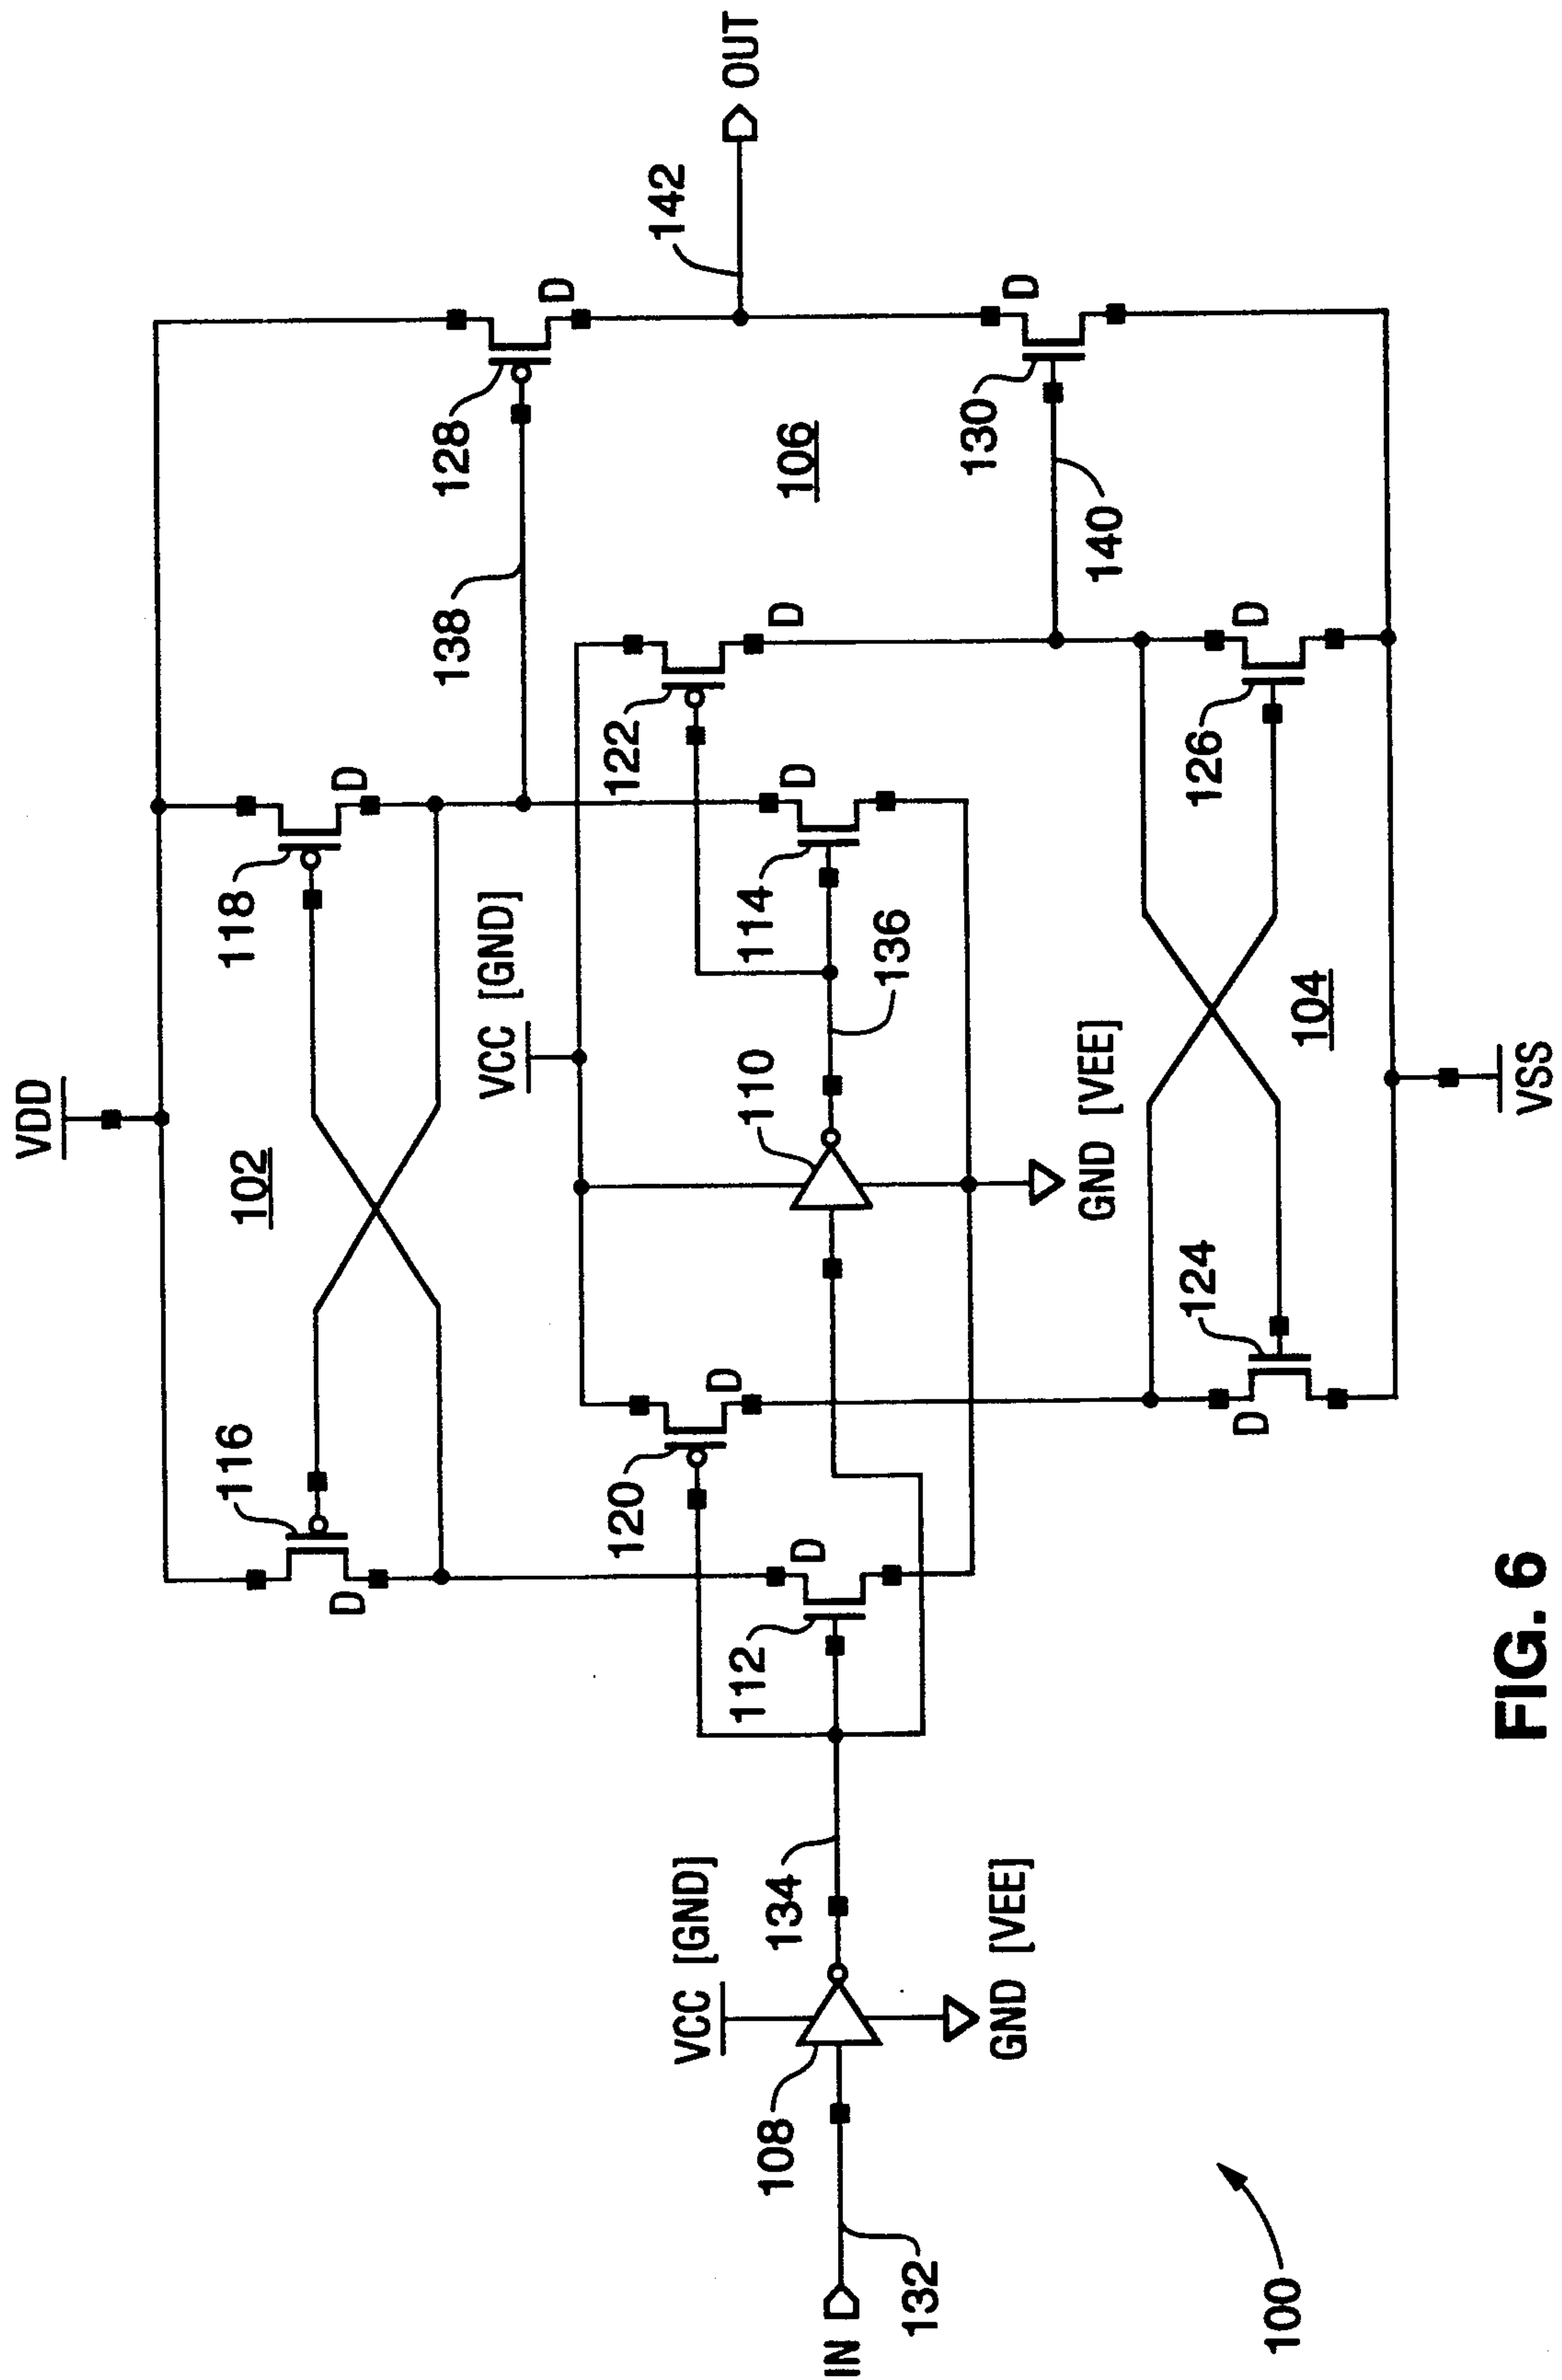 VDD
102
116
118
D
D
138
128
D
VCC [GND]
120
D
122
D
142
OUT
106
VCC [GND]
IN
132
108
134
GND [VEE]
112
D
110
136
114
D
GND [VEE]
130
D
140
124
D
104
126
D
VSS
100
FIG. 6